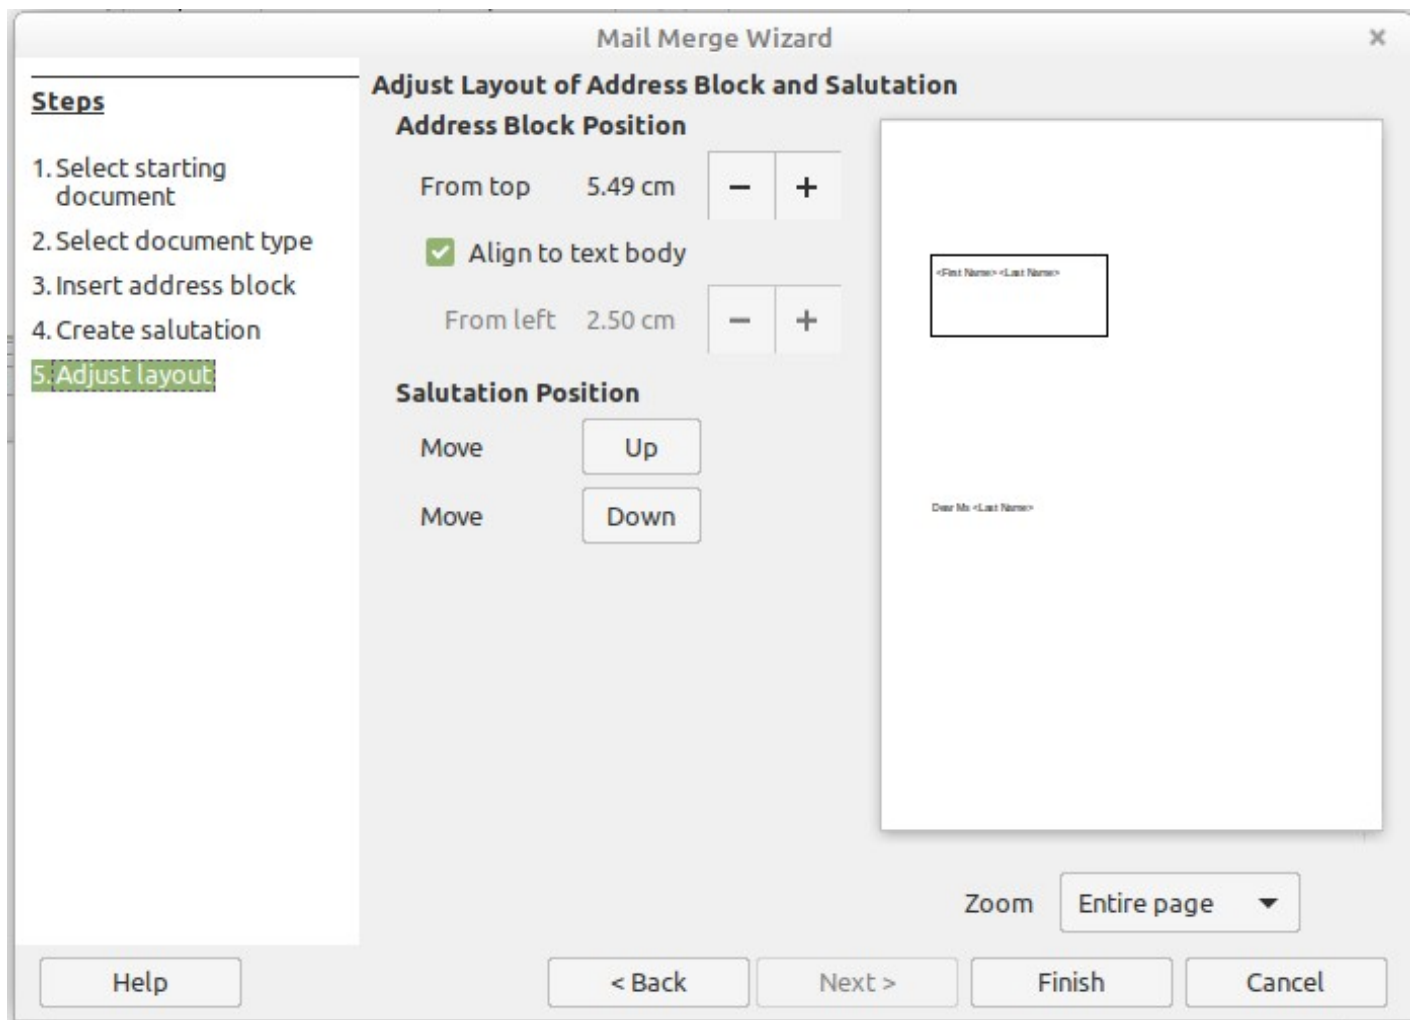 Mail Merge Wizard
Steps
1. Select starting
document
2. Select document type
3. Insert address block
4. Create salutation
5. Adjust layout
Adjust Layout of Address Block and Salutation
Address Block Position
From top 5.49 cm − +
Align to text body
From left 2.50 cm − +
Salutation Position
Move Up
Move Down
<First Name> <Last Name>
Dear Ms <Last Name>
Zoom Entire page
Help < Back Next > Finish Cancel